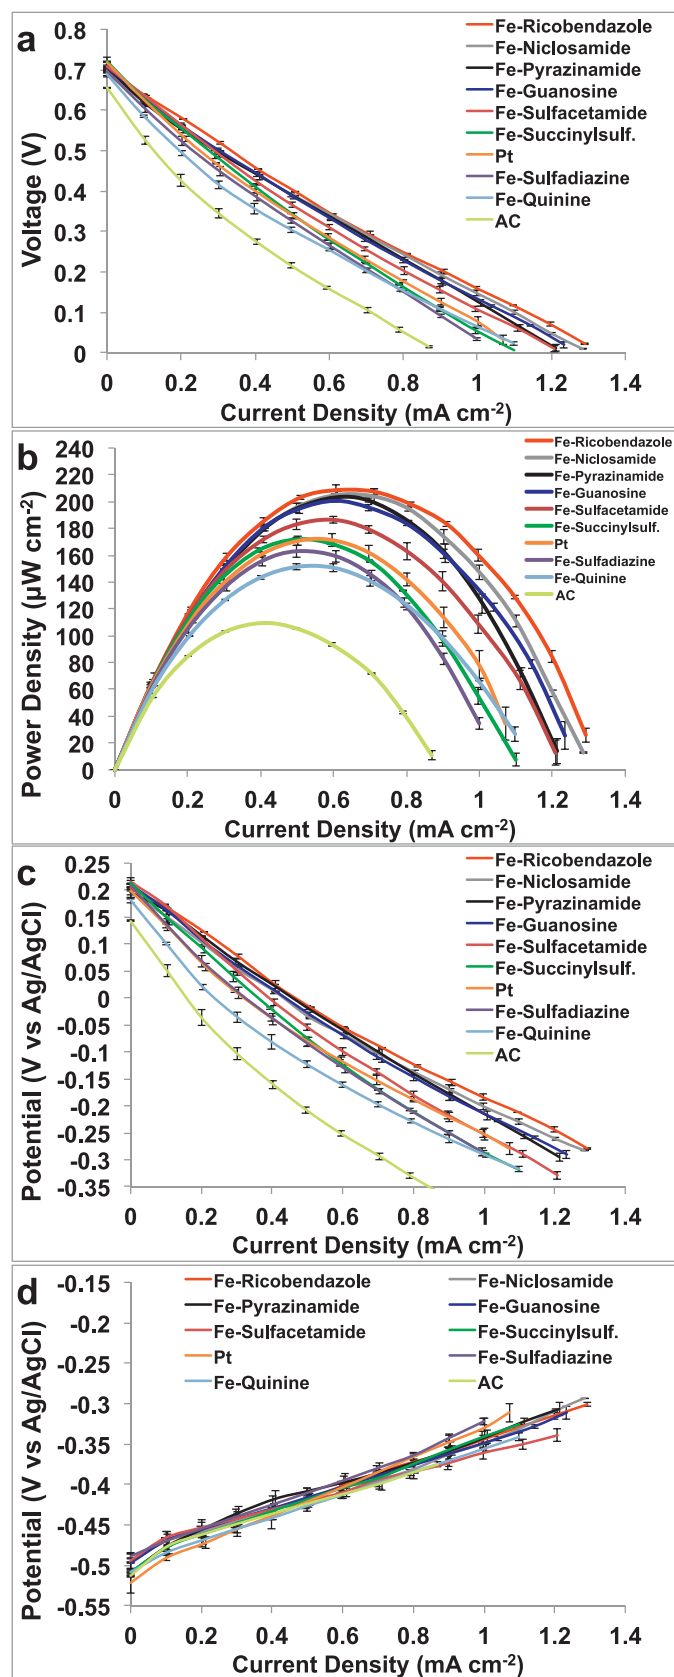 a
Fe-Ricobendazole
Fe-Niclosamide
Fe-Pyrazinamide
Fe-Guanosine
Fe-Sulfacetamide
Fe-Succinylsulf.
Pt
Fe-Sulfadiazine
Fe-Quinine
AC
Voltage (V)
0.8
0.7
0.6
0.5
0.4
0.3
0.2
0.1
0
0 0.2 0.4 0.6 0.8 1 1.2 1.4
Current Density (mA cm-2)
b
Fe-Ricobendazole
Fe-Niclosamide
Fe-Pyrazinamide
Fe-Guanosine
Fe-Sulfacetamide
Fe-Succinylsulf.
Pt
Fe-Sulfadiazine
Fe-Quinine
AC
Power Density (µW cm-2)
240
220
200
180
160
140
120
100
80
60
40
20
0
0 0.2 0.4 0.6 0.8 1 1.2 1.4
Current Density (mA cm-2)
c
Fe-Ricobendazole
Fe-Niclosamide
Fe-Pyrazinamide
Fe-Guanosine
Fe-Sulfacetamide
Fe-Succinylsulf.
Pt
Fe-Sulfadiazine
Fe-Quinine
AC
Potential (V vs Ag/AgCl)
0.25
0.2
0.15
0.1
0.05
0
-0.05
-0.1
-0.15
-0.2
-0.25
-0.3
-0.35
0 0.2 0.4 0.6 0.8 1 1.2 1.4
Current Density (mA cm-2)
d
Fe-Ricobendazole Fe-Niclosamide
Fe-Pyrazinamide Fe-Guanosine
Fe-Sulfacetamide Fe-Succinylsulf.
Pt Fe-Sulfadiazine
Fe-Quinine AC
Potential (V vs Ag/AgCl)
-0.15
-0.2
-0.25
-0.3
-0.35
-0.4
-0.45
-0.5
-0.55
0 0.2 0.4 0.6 0.8 1 1.2 1.4
Current Density (mA cm-2)